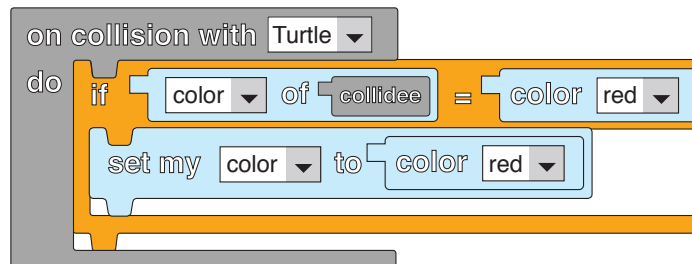 on collision with Turtle
do if color of collidee = color red
set my color to color red